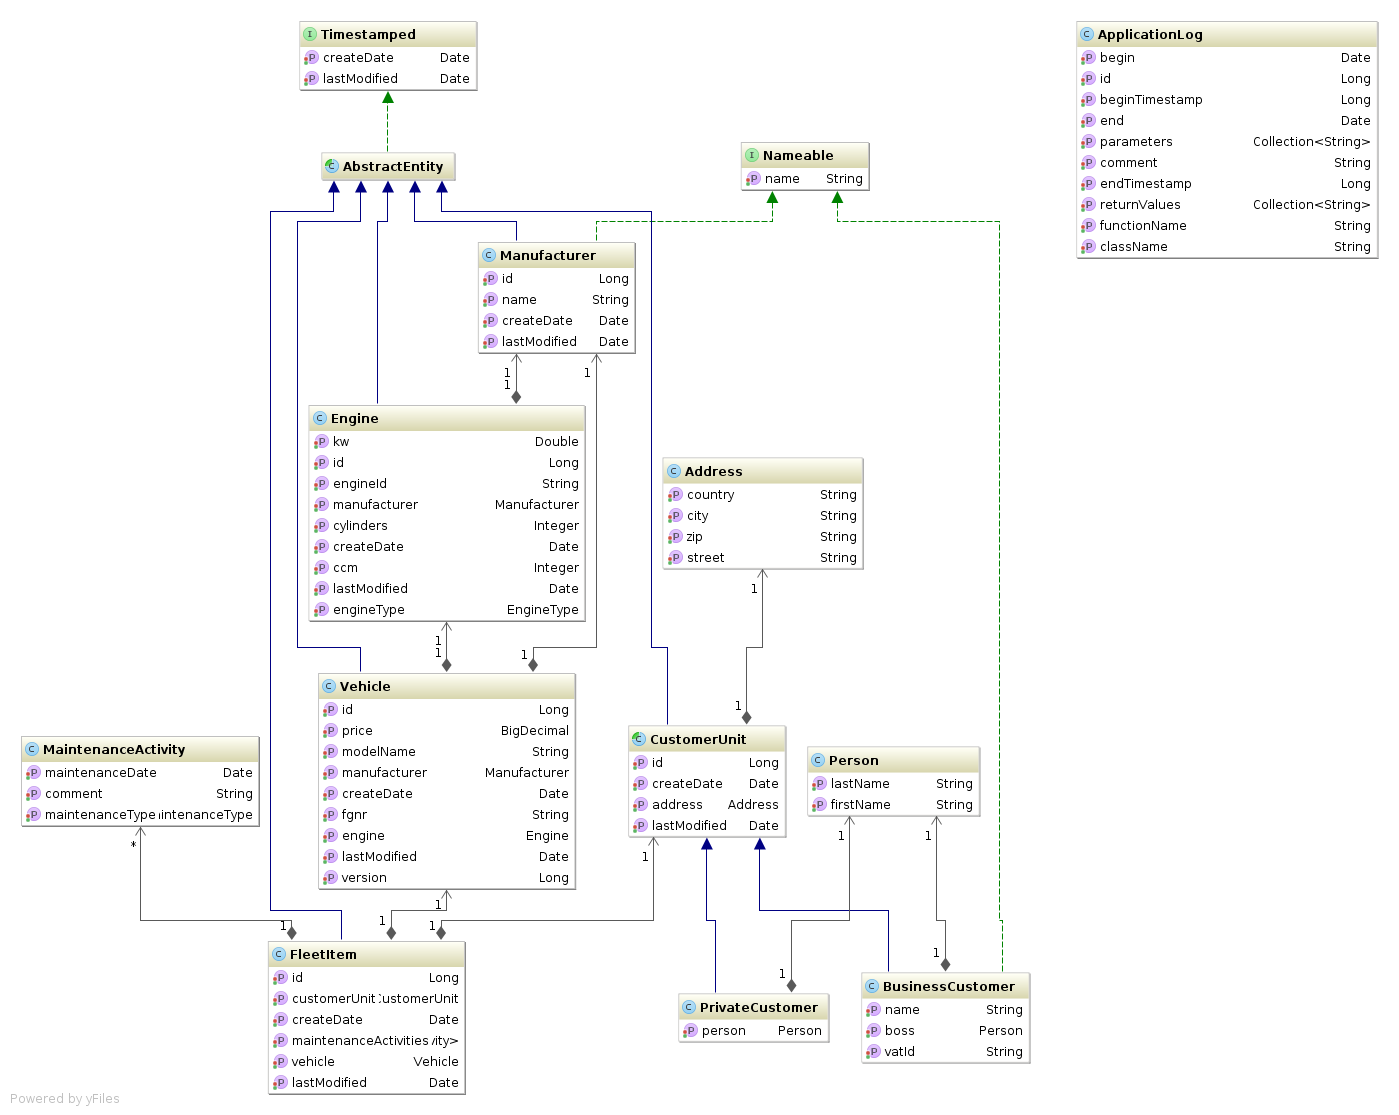 Timestamped
createDate Date
lastModified Date
ApplicationLog
begin Date
id Long
beginTimestamp Long
end Date
parameters Collection<String>
comment String
endTimestamp Long
returnValues Collection<String>
functionName String
className String
AbstractEntity
Nameable
name String
Manufacturer
id Long
name String
createDate Date
lastModified Date
1
1
1
Engine
kw Double
id Long
engineId String
manufacturer Manufacturer
cylinders Integer
createDate Date
ccm Integer
lastModified Date
engineType EngineType
Address
country String
city String
zip String
street String
1
1
1
1
1
Vehicle
id Long
price BigDecimal
modelName String
manufacturer Manufacturer
createDate Date
fgnr String
engine Engine
lastModified Date
version Long
MaintenanceActivity
maintenanceDate Date
comment String
maintenanceType intenanceType
*
CustomerUnit
id Long
createDate Date
address Address
lastModified Date
1
Person
lastName String
firstName String
1
1
1
1
1
1
FleetItem
id Long
customerUnit CustomerUnit
createDate Date
maintenanceActivities ity>
vehicle Vehicle
lastModified Date
1
PrivateCustomer
person Person
1
BusinessCustomer
name String
boss Person
vatId String
Powered by yFiles